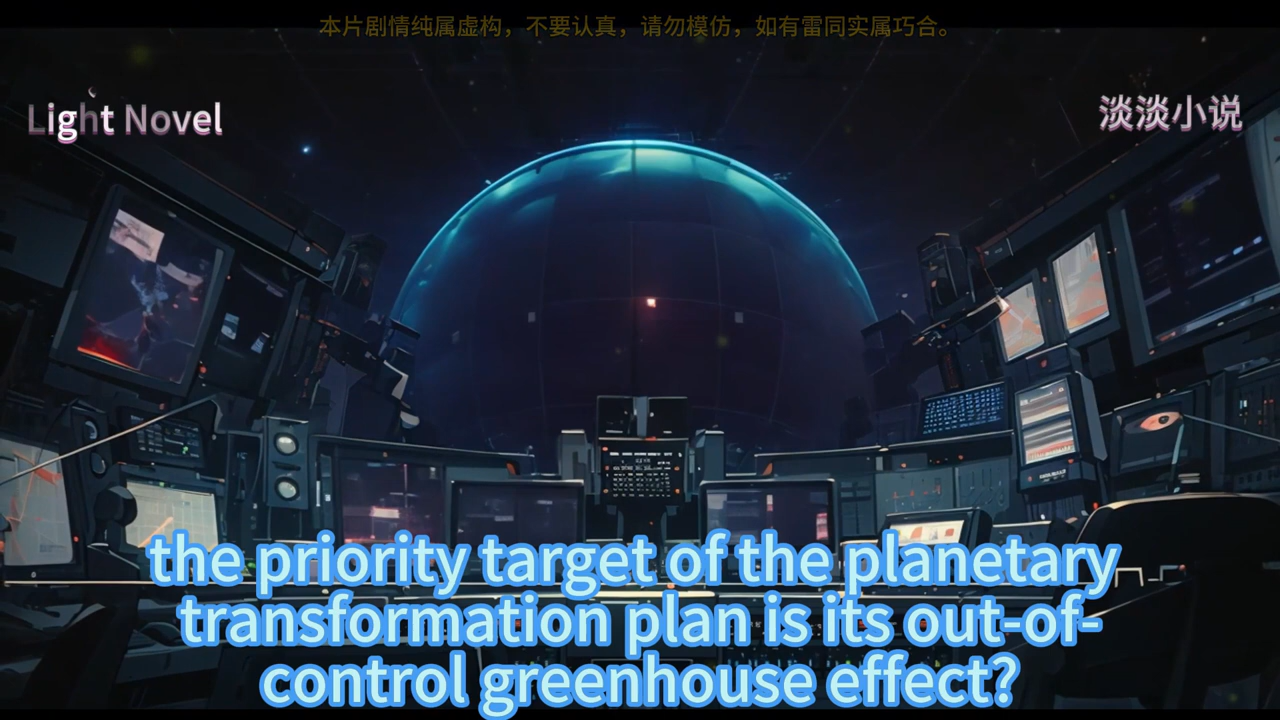 本片剧情纯属虚构，不要认真，请勿模仿，如有雷同实属巧合。
Light Novel
淡淡小说
the priority target of the planetary
transformation plan is its out-of-
control greenhouse effect?